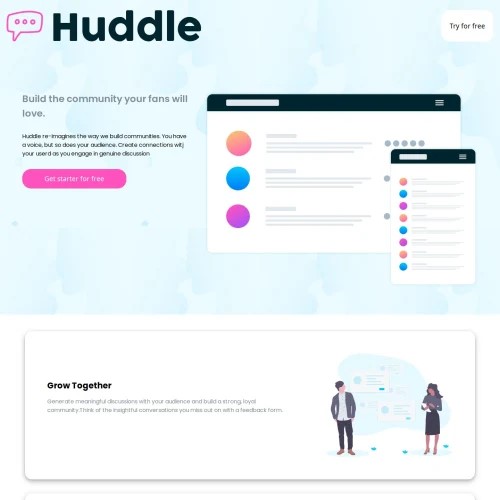 Huddle
Try for free
Build the community your fans will
love.
Huddle re-imagines the way we build communities. You have
a voice, but so does your audience. Create connections wit;
your userd as you engage in genuine discussion
Get starter for free
Grow Together
Generate meaningful discussions with your audience and build a strong, loyal
community.Think of the insightful conversations you miss out on with a feedback form.